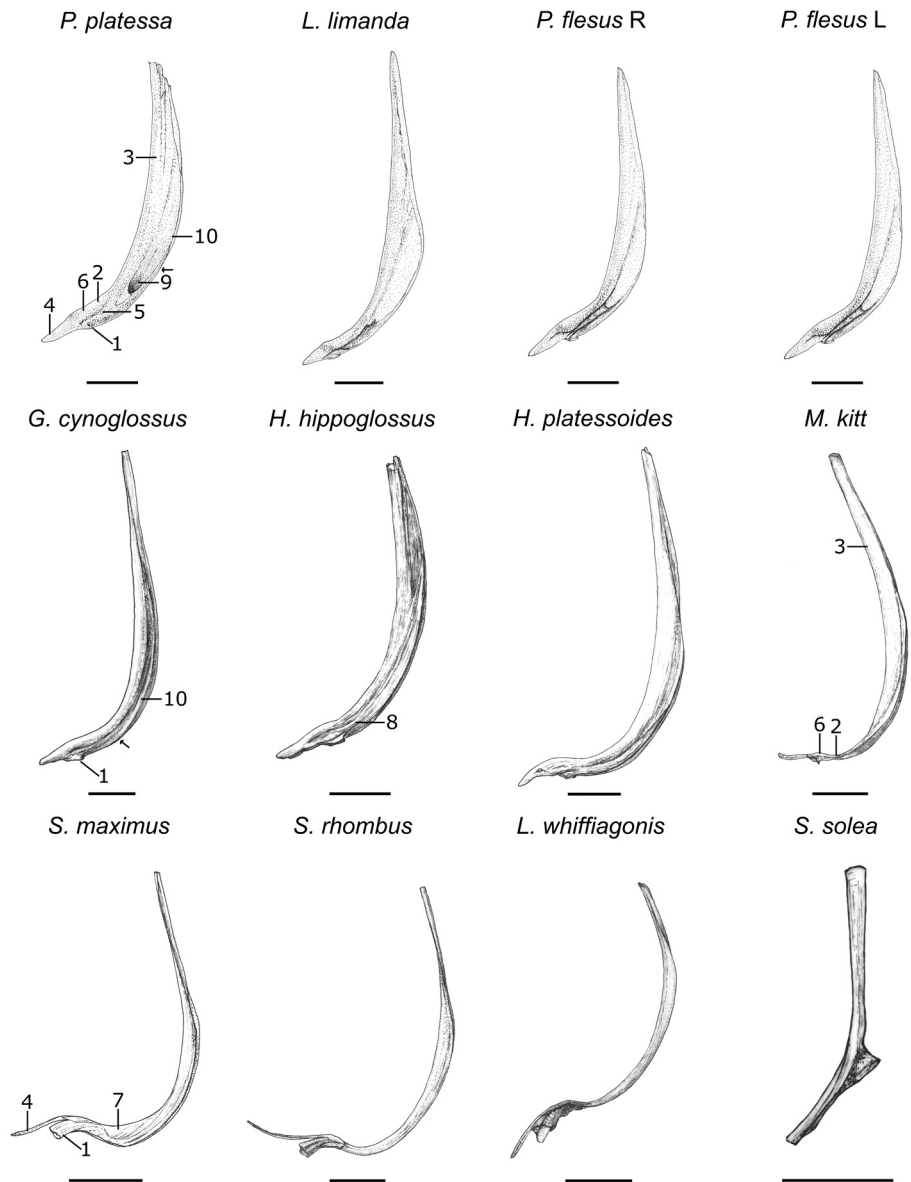 P. platessa
L. limanda
P. flesus R
P. flesus L
3
10
2
6
9
4
5
1
G. cynoglossus
H. hippoglossus
H. platessoides
M. kitt
3
10
8
6 2
1
S. maximus
S. rhombus
L. whiffiagonis
S. solea
4
7
1